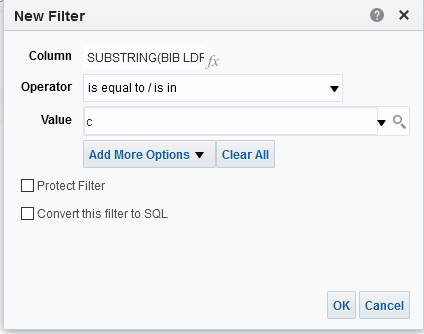 New Filter
Column SUBSTRING(BIB LDR fx
Operator is equal to / is in
Value c
Add More Options Clear All
Protect Filter
Convert this filter to SQL
OK Cancel